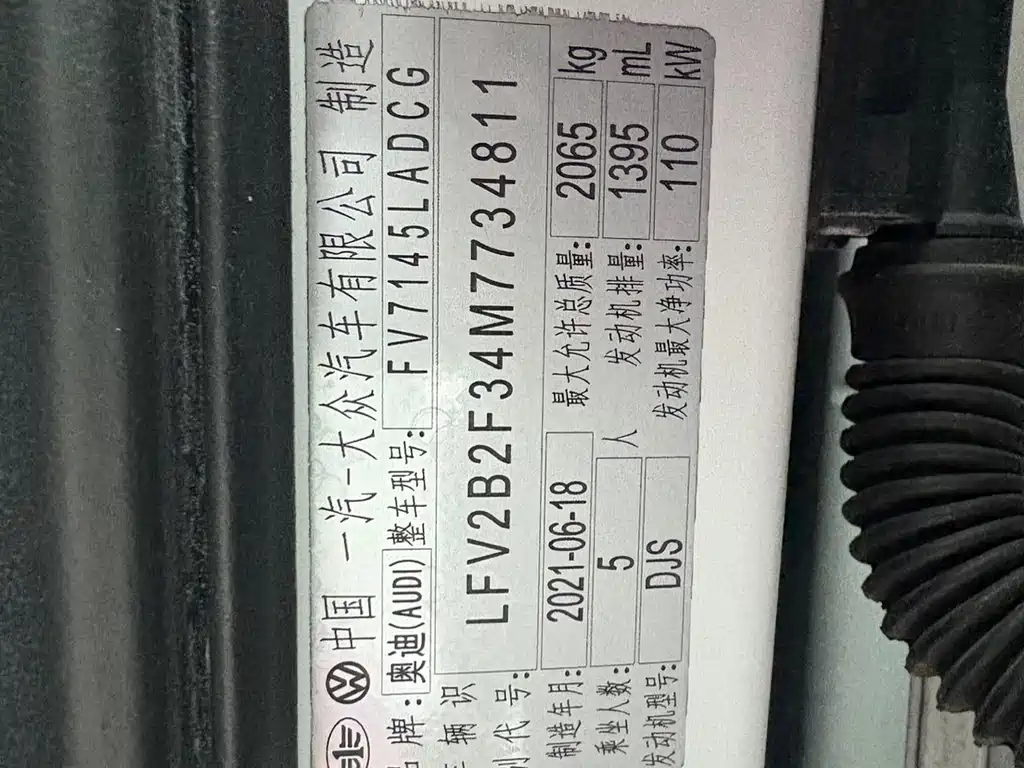 中国 一汽-大众汽车有限公司 制造
品牌:奥迪(AUDI) 整车型号: FV7145LADCG
车辆识别代号: LFV2B2F34M7734811
制造年月: 2021-06-18 最大允许总质量: 2065 kg
乘坐人数: 5 人 发动机排量: 1395 mL
发动机型号: DJS 发动机最大净功率: 110 kW